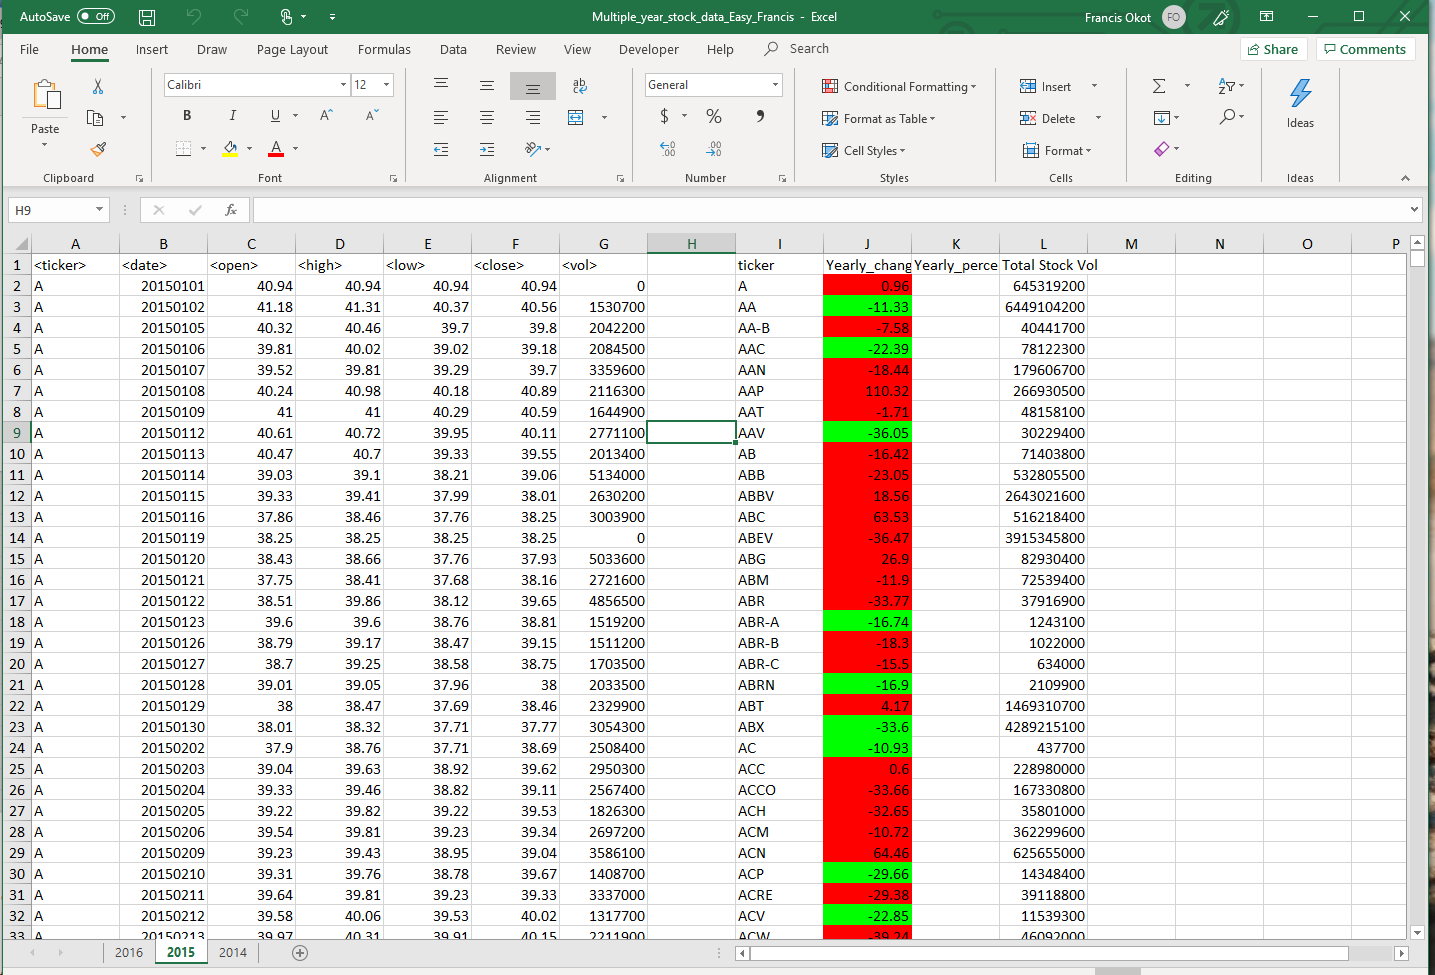 AutoSave Off Multiple_year_stock_data_Easy_Francis - Excel Francis Okot FO
File Home Insert Draw Page Layout Formulas Data Review View Developer Help Search Share Comments
Calibri 12 General Conditional Formatting Insert
Paste B I U A A $ % Format as Table Delete Ideas
A Cell Styles Format
Clipboard Font Alignment Number Styles Cells Editing Ideas
H9 fx
A B C D E F G H I J K L M N O P
1 <ticker> <date> <open> <high> <low> <close> <vol> ticker Yearly_chang Yearly_perce Total Stock Vol
2 A 20150101 40.94 40.94 40.94 40.94 0 A 0.96 645319200
3 A 20150102 41.18 41.31 40.37 40.56 1530700 AA -11.33 6449104200
4 A 20150105 40.32 40.46 39.7 39.8 2042200 AA-B -7.58 40441700
5 A 20150106 39.81 40.02 39.02 39.18 2084500 AAC -22.39 78122300
6 A 20150107 39.52 39.81 39.29 39.7 3359600 AAN -18.44 179606700
7 A 20150108 40.24 40.98 40.18 40.89 2116300 AAP 110.32 266930500
8 A 20150109 41 41 40.29 40.59 1644900 AAT -1.71 48158100
9 A 20150112 40.61 40.72 39.95 40.11 2771100 AAV -36.05 30229400
10 A 20150113 40.47 40.7 39.33 39.55 2013400 AB -16.42 71403800
11 A 20150114 39.03 39.1 38.21 39.06 5134000 ABB -23.05 532805500
12 A 20150115 39.33 39.41 37.99 38.01 2630200 ABBV 18.56 2643021600
13 A 20150116 37.86 38.46 37.76 38.25 3003900 ABC 63.53 516218400
14 A 20150119 38.25 38.25 38.25 38.25 0 ABEV -36.47 3915345800
15 A 20150120 38.43 38.66 37.76 37.93 5033600 ABG 26.9 82930400
16 A 20150121 37.75 38.41 37.68 38.16 2721600 ABM -11.9 72539400
17 A 20150122 38.51 39.86 38.12 39.65 4856500 ABR -33.77 37916900
18 A 20150123 39.6 39.6 38.76 38.81 1519200 ABR-A -16.74 1243100
19 A 20150126 38.79 39.17 38.47 39.15 1511200 ABR-B -18.3 1022000
20 A 20150127 38.7 39.25 38.58 38.75 1703500 ABR-C -15.5 634000
21 A 20150128 39.01 39.05 37.96 38 2033500 ABRN -16.9 2109900
22 A 20150129 38 38.47 37.69 38.46 2329900 ABT 4.17 1469310700
23 A 20150130 38.01 38.32 37.71 37.77 3054300 ABX -33.6 4289215100
24 A 20150202 37.9 38.76 37.71 38.69 2508400 AC -10.93 437700
25 A 20150203 39.04 39.63 38.92 39.62 2950300 ACC 0.6 228980000
26 A 20150204 39.33 39.46 38.82 39.11 2567400 ACCO -33.66 167330800
27 A 20150205 39.22 39.82 39.22 39.53 1826300 ACH -32.65 35801000
28 A 20150206 39.54 39.81 39.23 39.34 2697200 ACM -10.72 362299600
29 A 20150209 39.23 39.43 38.95 39.04 3586100 ACN 64.46 625655000
30 A 20150210 39.31 39.76 38.78 39.67 1408700 ACP -29.66 14348400
31 A 20150211 39.64 39.81 39.23 39.33 3337000 ACRE -29.38 39118800
32 A 20150212 39.58 40.06 39.53 40.02 1317700 ACV -22.85 11539300
33 A 20150213 39.97 40.31 39.91 40.15 2211900 ACW -39.24 46092000
2016 2015 2014